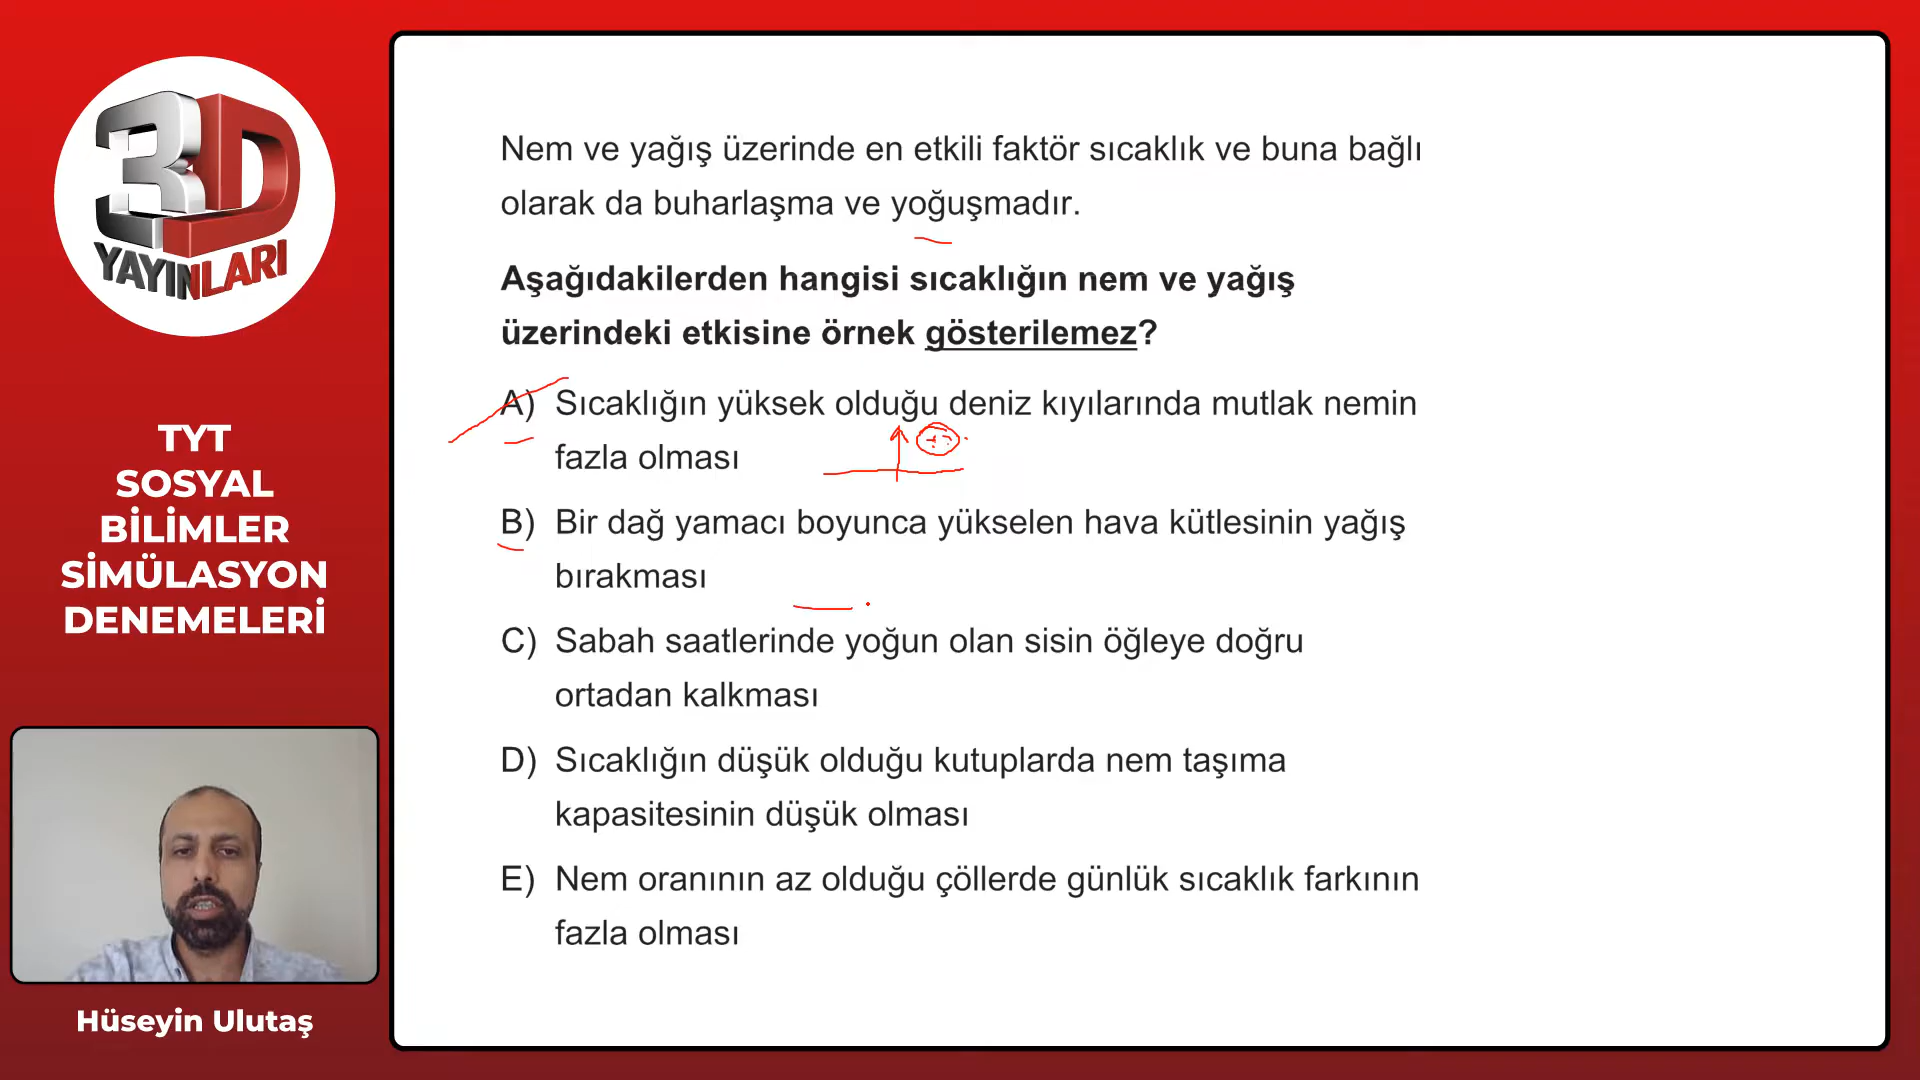 3D
YAYINLARI
TYT
SOSYAL
BİLİMLER
SİMÜLASYON
DENEMELERİ
Hüseyin Ulutaş
Nem ve yağış üzerinde en etkili faktör sıcaklık ve buna bağlı
olarak da buharlaşma ve yoğuşmadır.
Aşağıdakilerden hangisi sıcaklığın nem ve yağış
üzerindeki etkisine örnek gösterilemez?
A) Sıcaklığın yüksek olduğu deniz kıyılarında mutlak nemin
fazla olması
B) Bir dağ yamacı boyunca yükselen hava kütlesinin yağış
bırakması
C) Sabah saatlerinde yoğun olan sisin öğleye doğru
ortadan kalkması
D) Sıcaklığın düşük olduğu kutuplarda nem taşıma
kapasitesinin düşük olması
E) Nem oranının az olduğu çöllerde günlük sıcaklık farkının
fazla olması